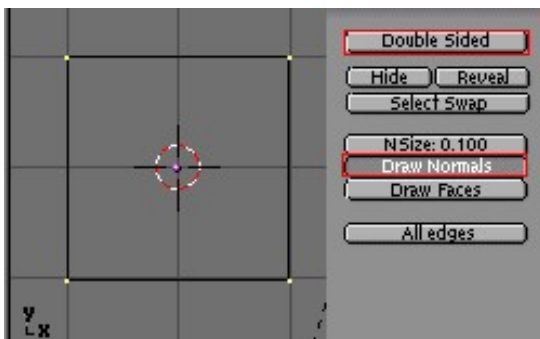 Double Sided
Hide Reveal
Select Swap
NSize: 0.100
Draw Normals
Draw Faces
All edges
y
x